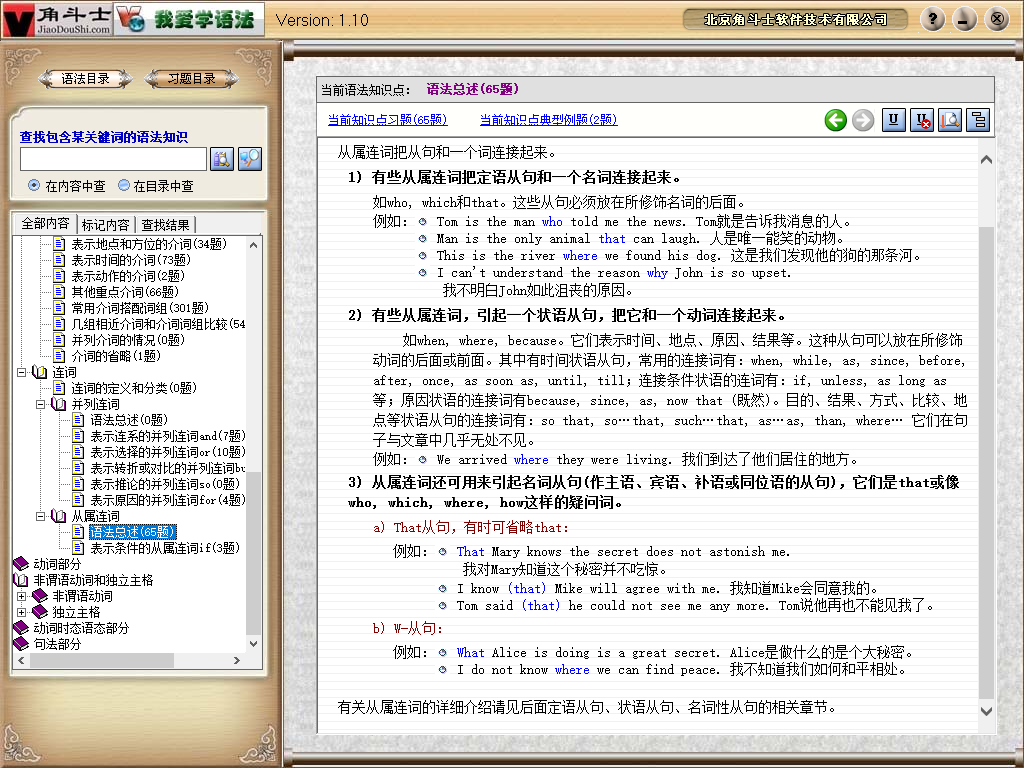 角斗士
JiaoDouShi.com
我爱学语法
Version: 1.10
北京角斗士软件技术有限公司
语法目录
习题目录
查找包含某关键词的语法知识
在内容中查
在目录中查
全部内容
标记内容
查找结果
表示地点和方位的介词(34题)
表示时间的介词(73题)
表示动作的介词(2题)
其他重点介词(66题)
常用介词搭配词组(301题)
几组相近介词和介词词组比较(54
并列介词的情况(0题)
介词的省略(1题)
连词
连词的定义和分类(0题)
并列连词
语法总述(0题)
表示连系的并列连词and(7题)
表示选择的并列连词or(10题)
表示转折或对比的并列连词bu
表示推论的并列连词so(0题)
表示原因的并列连词for(4题)
从属连词
语法总述(65题)
表示条件的从属连词if(3题)
动词部分
非谓语动词和独立主格
非谓语动词
独立主格
动词时态语态部分
句法部分
当前语法知识点: 语法总述(65题)
当前知识点习题(65题) 当前知识点典型例题(2题)
从属连词把从句和一个词连接起来。
1) 有些从属连词把定语从句和一个名词连接起来。
如who, which和that。这些从句必须放在所修饰名词的后面。
例如: Tom is the man who told me the news. Tom就是告诉我消息的人。
Man is the only animal that can laugh. 人是唯一能笑的动物。
This is the river where we found his dog. 这是我们发现他的狗的那条河。
I can't understand the reason why John is so upset.
我不明白John如此沮丧的原因。
2) 有些从属连词，引起一个状语从句，把它和一个动词连接起来。
如when, where, because。它们表示时间、地点、原因、结果等。这种从句可以放在所修饰
动词的后面或前面。其中有时间状语从句，常用的连接词有: when, while, as, since, before,
after, once, as soon as, until, till；连接条件状语的连词有: if, unless, as long as
等；原因状语的连接词有because, since, as, now that (既然)。目的、结果、方式、比较、地
点等状语从句的连接词有: so that, so…that, such…that, as…as, than, where… 它们在句
子与文章中几乎无处不见。
例如: We arrived where they were living. 我们到达了他们居住的地方。
3) 从属连词还可用来引起名词从句(作主语、宾语、补语或同位语的从句)，它们是that或像
who, which, where, how这样的疑问词。
a) That从句，有时可省略that:
例如: That Mary knows the secret does not astonish me.
我对Mary知道这个秘密并不吃惊。
I know (that) Mike will agree with me. 我知道Mike会同意我的。
Tom said (that) he could not see me any more. Tom说他再也不能见我了。
b) W-从句:
例如: What Alice is doing is a great secret. Alice是做什么的是个大秘密。
I do not know where we can find peace. 我不知道我们如何和平相处。
有关从属连词的详细介绍请见后面定语从句、状语从句、名词性从句的相关章节。